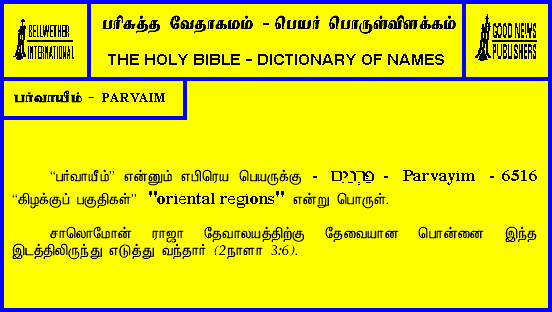 BELLWETHER
INTERNATIONAL
பரிசுத்த வேதாகமம் - பெயர் பொருள்விளக்கம்
THE HOLY BIBLE - DICTIONARY OF NAMES
GOOD NEWS
PUBLISHERS
பர்வாயீம் - PARVAIM
“பர்வாயீம்” என்னும் எபிரெய பெயருக்கு - פַּרְוַיִם - Parvayim - 6516
“கிழக்குப் பகுதிகள்” "oriental regions" என்று பொருள்.
சாலொமோன் ராஜா தேவாலயத்திற்கு தேவையான பொன்னை இந்த
இடத்திலிருந்து எடுத்து வந்தார் (2நாளா 3:6).